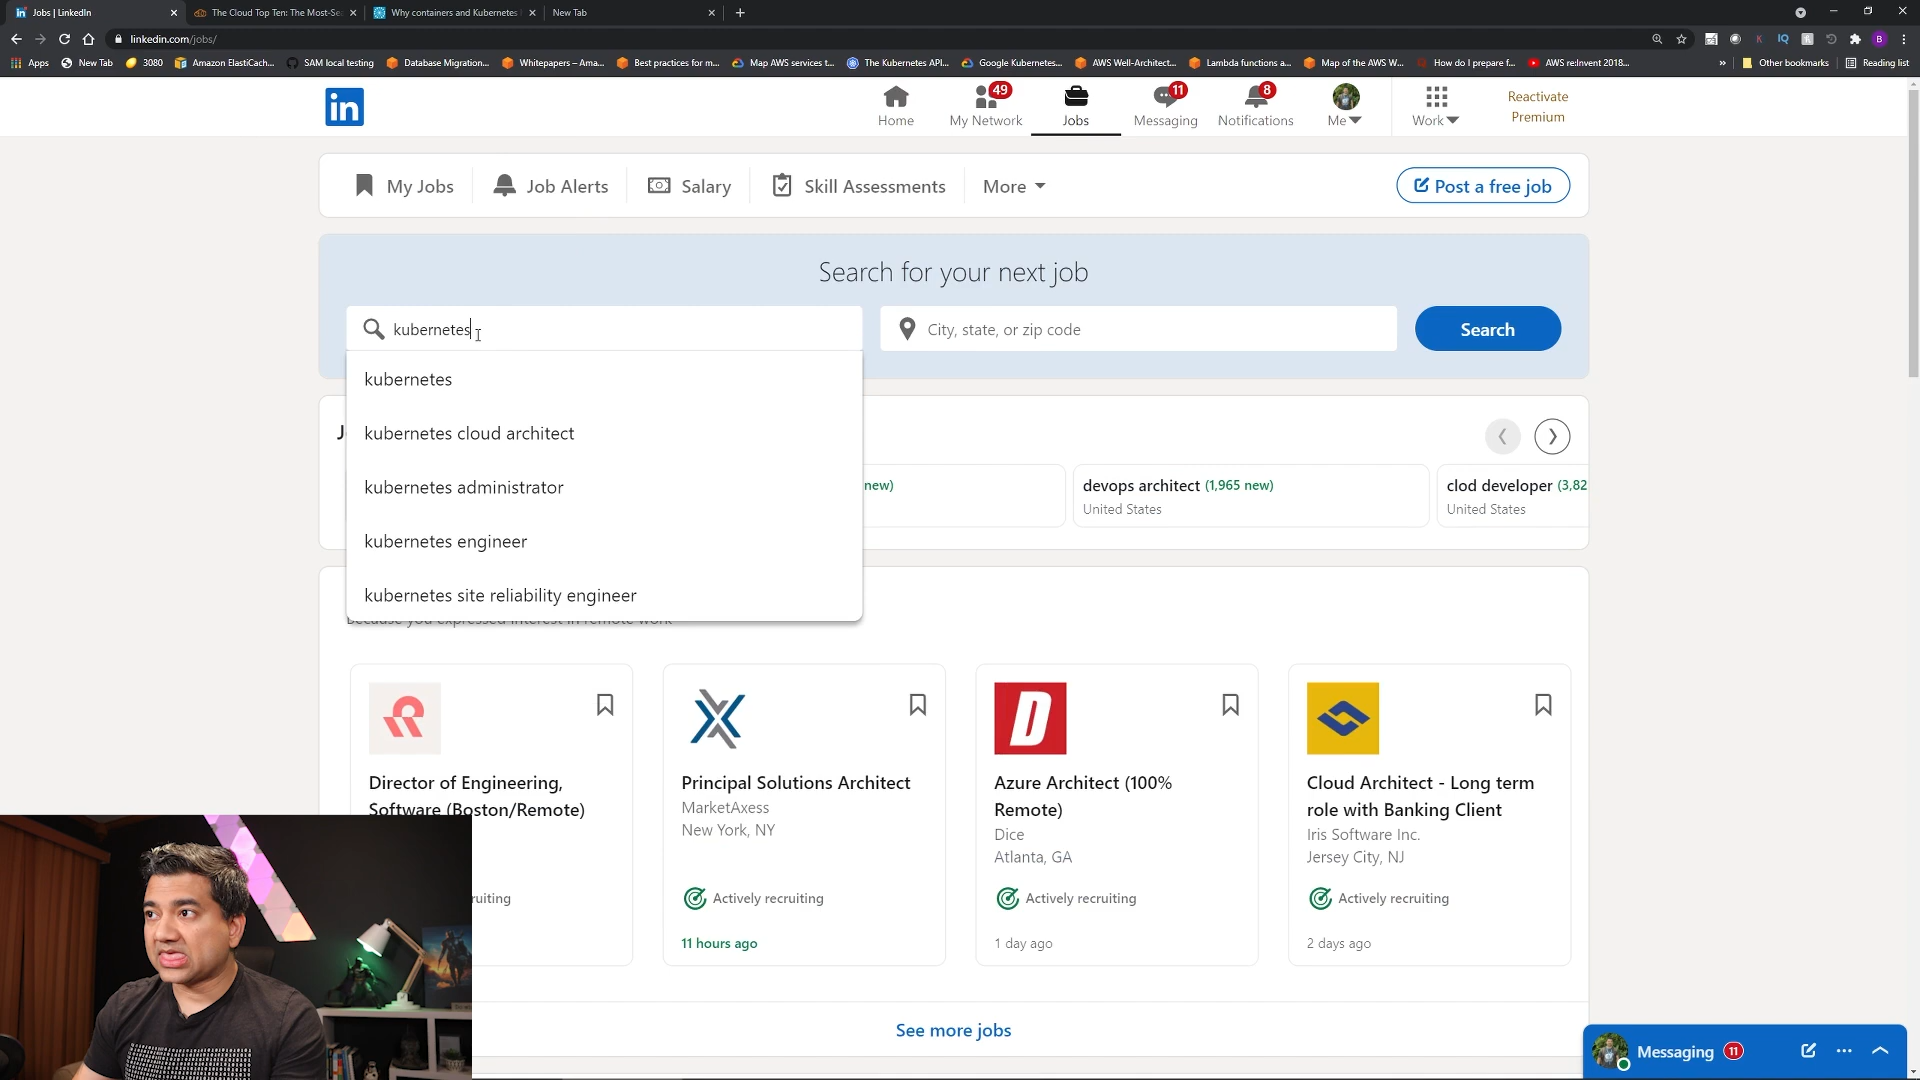 Jobs | LinkedIn
The Cloud Top Ten: The Most-Se
Why containers and Kubernetes
New Tab
linkedin.com/jobs/
Apps
New Tab
3080
Amazon ElastiCach...
SAM local testing
Database Migration...
Whitepapers – Ama...
Best practices for m...
Map AWS services t...
The Kubernetes API...
Google Kubernetes...
AWS Well-Architect...
Lambda functions a...
Map of the AWS W...
How do I prepare f...
AWS re:Invent 2018...
»
Other bookmarks
Reading list
in
Home
49
My Network
Jobs
11
Messaging
8
Notifications
Me
Work
Reactivate
Premium
My Jobs
Job Alerts
Salary
Skill Assessments
More
Post a free job
Search for your next job
kubernetes
City, state, or zip code
Search
kubernetes
kubernetes cloud architect
kubernetes administrator
kubernetes engineer
kubernetes site reliability engineer
J
new)
devops architect (1,965 new)
United States
clod developer (3,82
United States
Because you expressed interest in remote work
Director of Engineering,
Software (Boston/Remote)
ruiting
Principal Solutions Architect
MarketAxess
New York, NY
Actively recruiting
11 hours ago
D
Azure Architect (100%
Remote)
Dice
Atlanta, GA
Actively recruiting
1 day ago
Cloud Architect - Long term
role with Banking Client
Iris Software Inc.
Jersey City, NJ
Actively recruiting
2 days ago
See more jobs
Messaging 11